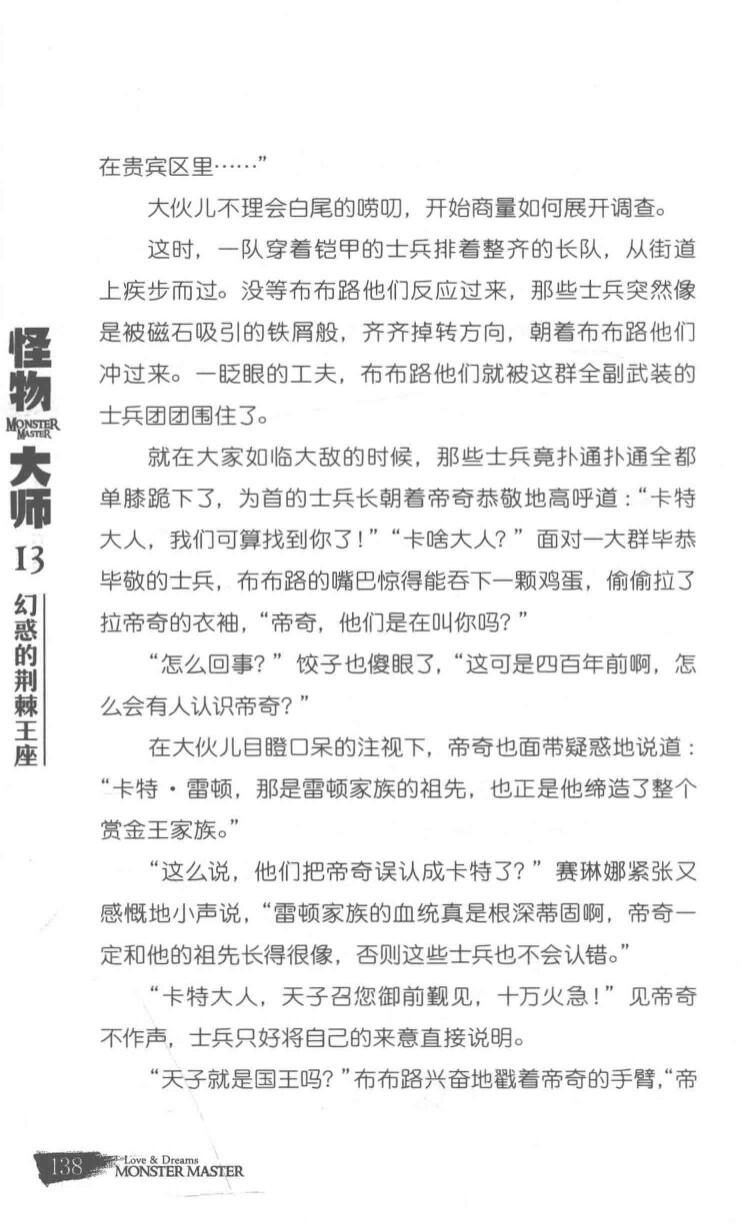 在贵宾区里……”
大伙儿不理会白尾的唠叨，开始商量如何展开调查。
这时，一队穿着铠甲的士兵排着整齐的长队，从街道
上疾步而过。没等布布路他们反应过来，那些士兵突然像
是被磁石吸引的铁屑般，齐齐掉转方向，朝着布布路他们
冲过来。一眨眼的工夫，布布路他们就被这群全副武装的
士兵团团围住了。
就在大家如临大敌的时候，那些士兵竟扑通扑通全都
单膝跪下了，为首的士兵长朝着帝奇恭敬地高呼道：“卡特
大人，我们可算找到你了！”“卡啥大人？”面对一大群毕恭
毕敬的士兵，布布路的嘴巴惊得能吞下一颗鸡蛋，偷偷拉了
拉帝奇的衣袖，“帝奇，他们是在叫你吗？”
“怎么回事？”饺子也傻眼了，“这可是四百年前啊，怎
么会有人认识帝奇？”
在大伙儿目瞪口呆的注视下，帝奇也面带疑惑地说道：
“卡特·雷顿，那是雷顿家族的祖先，也正是他缔造了整个
赏金王家族。”
“这么说，他们把帝奇误认成卡特了？”赛琳娜紧张又
感慨地小声说，“雷顿家族的血统真是根深蒂固啊，帝奇一
定和他的祖先长得很像，否则这些士兵也不会认错。”
“卡特大人，天子召您御前觐见，十万火急！”见帝奇
不作声，士兵只好将自己的来意直接说明。
“天子就是国王吗？”布布路兴奋地戳着帝奇的手臂，“帝
怪物
MONSTER
MASTER
大师
13
幻惑的荆棘王座
138
Love & Dreams
MONSTER MASTER